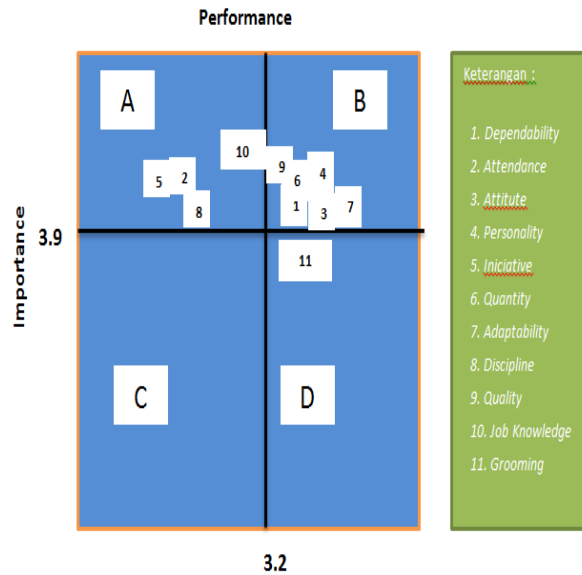 Performance
A
B
10
9
4
5
2
6
8
1
3
7
Importance
3.9
11
C
D
3.2
Keterangan :
1. Dependability
2. Attendance
3. Attitute
4. Personality
5. Iniciative
6. Quantity
7. Adaptability
8. Discipline
9. Quality
10. Job Knowledge
11. Grooming